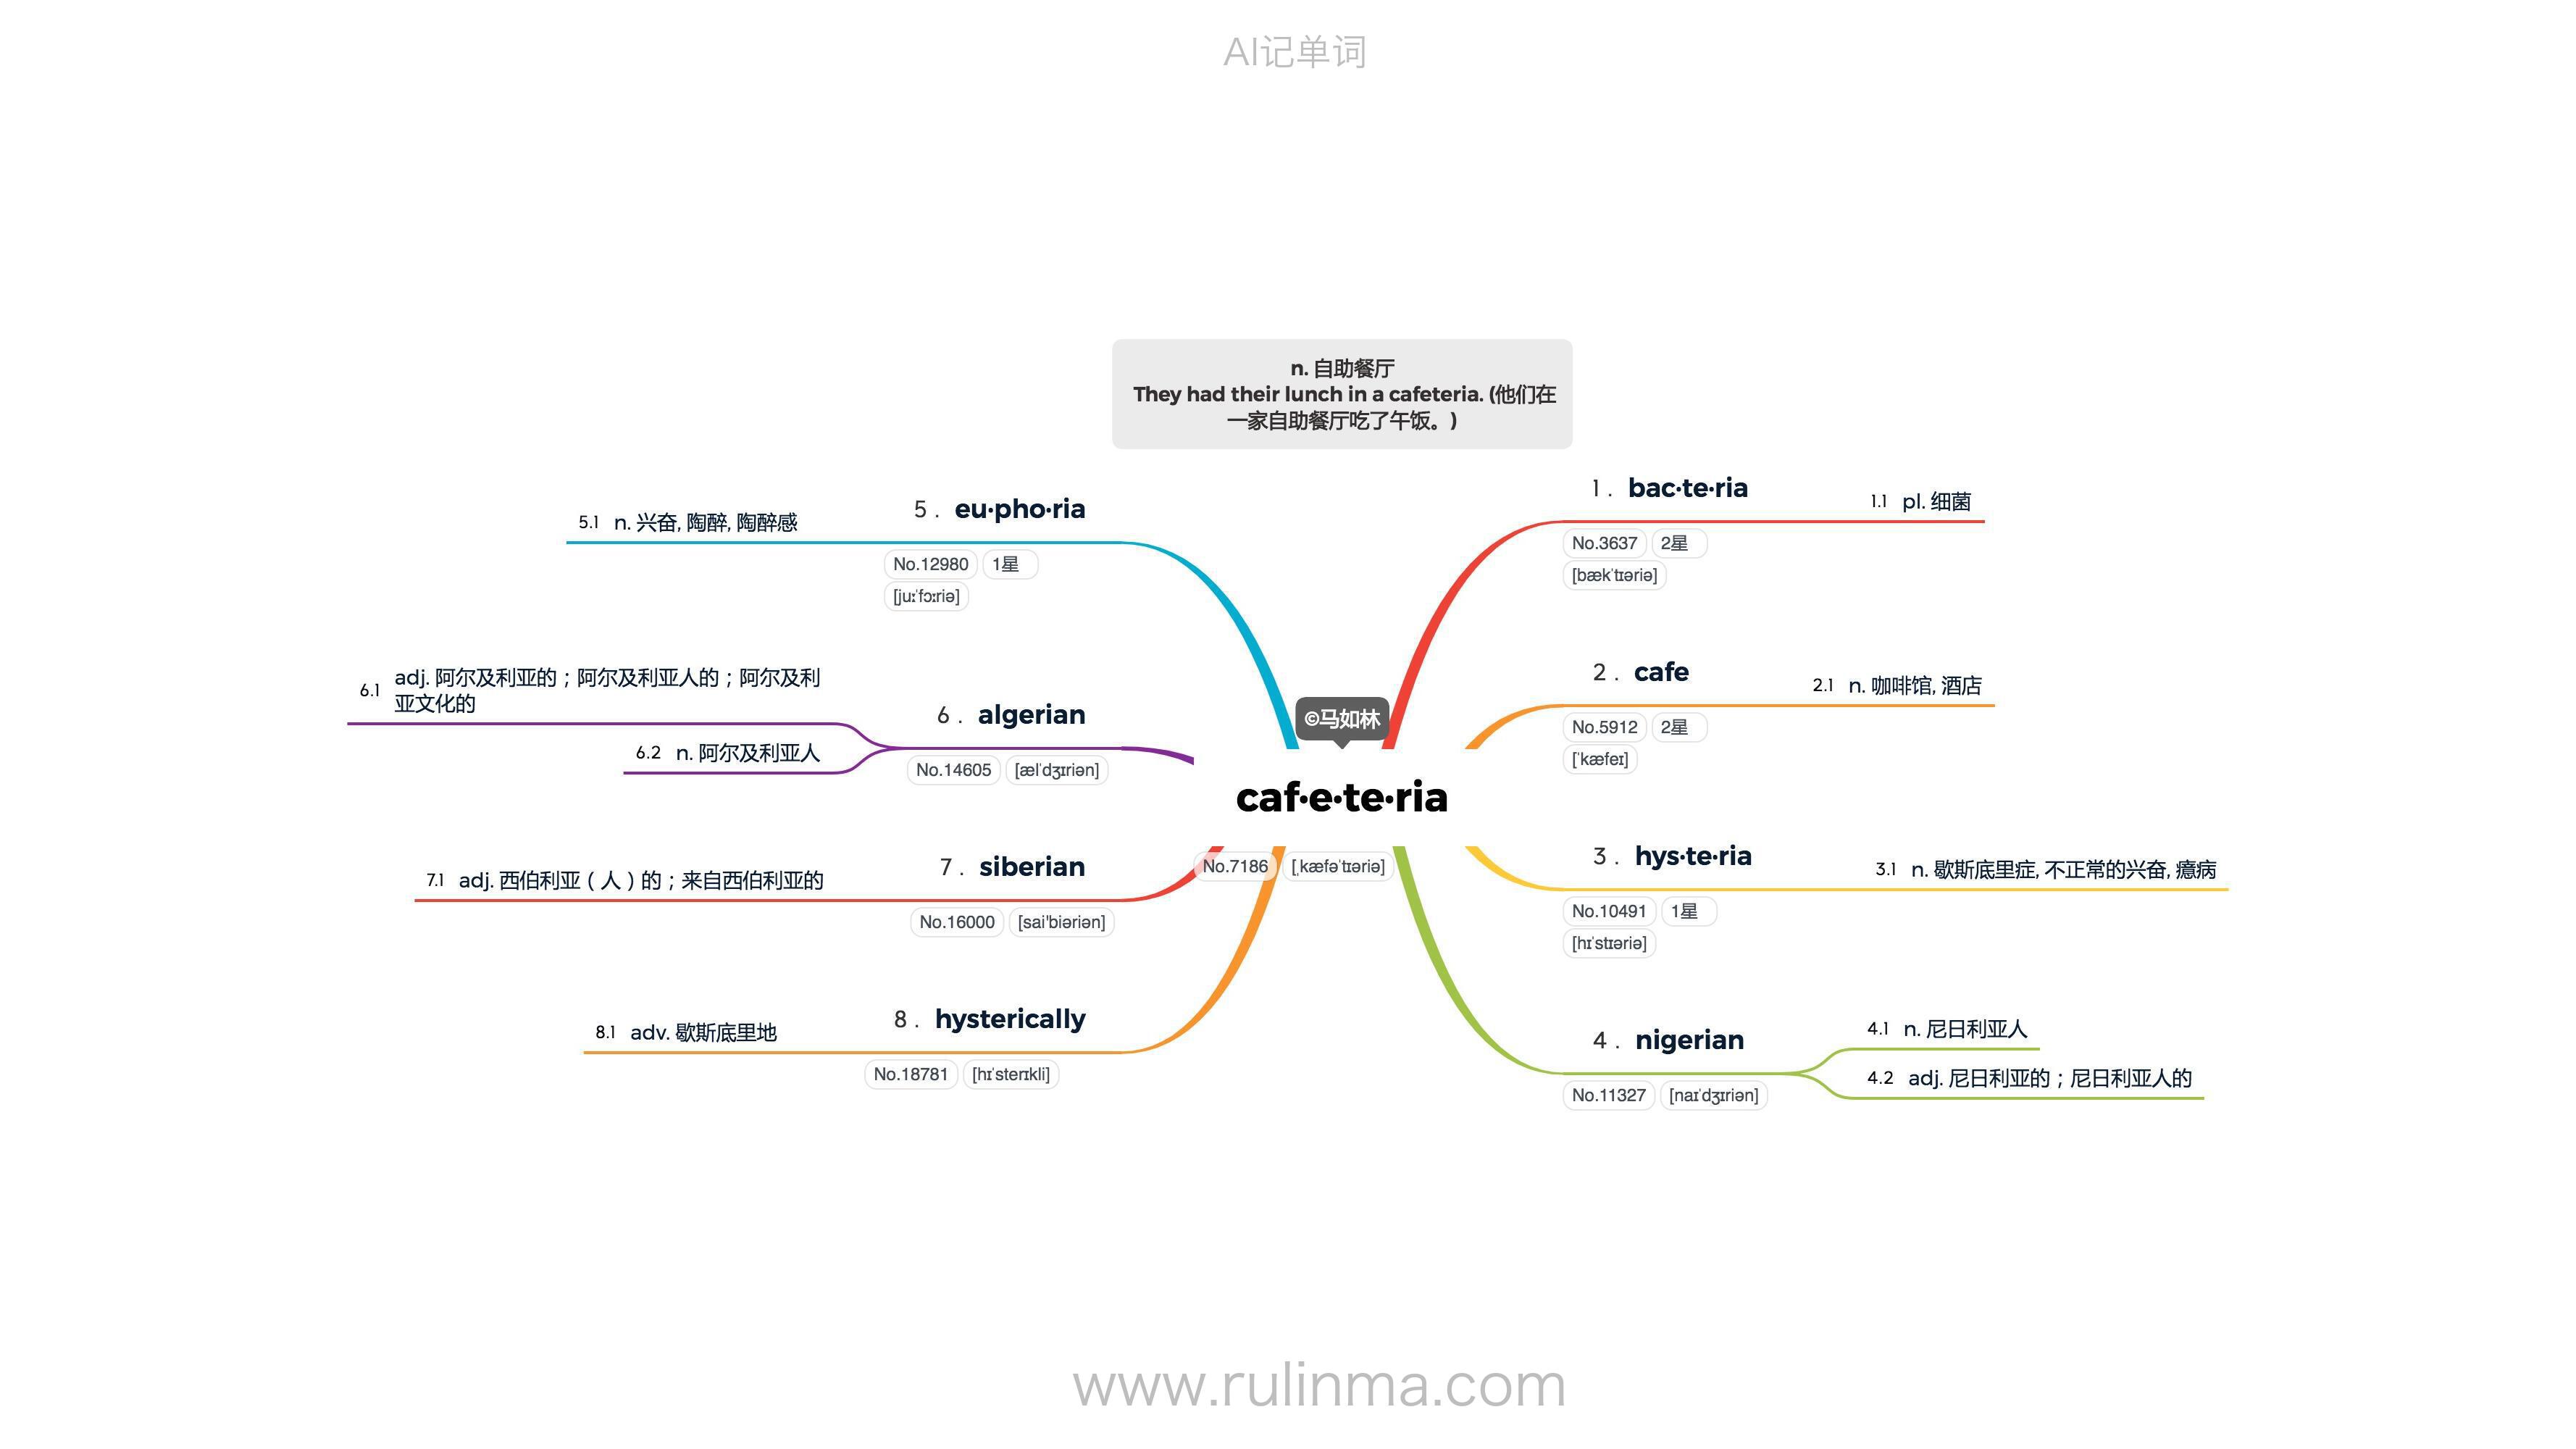 AI记单词
n. 自助餐厅
They had their lunch in a cafeteria. (他们在
一家自助餐厅吃了午饭。)
©马如林
caf·e·te·ria
No.7186 [ˌkæfəˈtɪəriə]
1. bac·te·ria
No.3637 2星
[bækˈtɪəriə]
1.1 pl. 细菌
2. cafe
No.5912 2星
[ˈkæfeɪ]
2.1 n. 咖啡馆, 酒店
3. hys·te·ria
No.10491 1星
[hɪˈstɪəriə]
3.1 n. 歇斯底里症, 不正常的兴奋, 癔病
4. nigerian
No.11327 [naɪˈdʒɪriən]
4.1 n. 尼日利亚人
4.2 adj. 尼日利亚的；尼日利亚人的
5. eu·pho·ria
No.12980 1星
[juːˈfɔːriə]
5.1 n. 兴奋, 陶醉, 陶醉感
6. algerian
No.14605 [ælˈdʒɪriən]
6.1 adj. 阿尔及利亚的；阿尔及利亚人的；阿尔及利
亚文化的
6.2 n. 阿尔及利亚人
7. siberian
No.16000 [sai'biəriən]
7.1 adj. 西伯利亚（人）的；来自西伯利亚的
8. hysterically
No.18781 [hɪˈsterɪkli]
8.1 adv. 歇斯底里地
www.rulinma.com